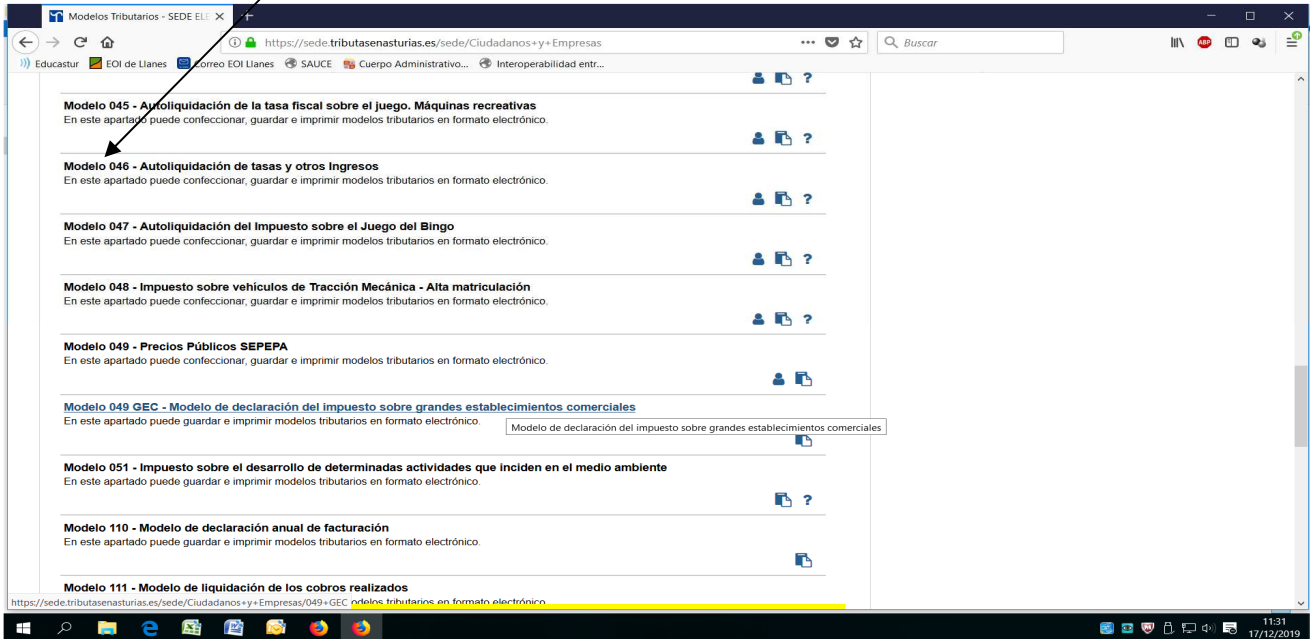 Modelos Tributarios - SEDE ELE
https://sede.tributasenasturias.es/sede/Ciudadanos+y+Empresas
Buscar
Educastur EOI de Llanes Correo EOI Llanes SAUCE Cuerpo Administrativo... Interoperabilidad entr...
?
Modelo 045 - Autoliquidación de la tasa fiscal sobre el juego. Máquinas recreativas
En este apartado puede confeccionar, guardar e imprimir modelos tributarios en formato electrónico.
?
Modelo 046 - Autoliquidación de tasas y otros Ingresos
En este apartado puede confeccionar, guardar e imprimir modelos tributarios en formato electrónico.
?
Modelo 047 - Autoliquidación del Impuesto sobre el Juego del Bingo
En este apartado puede confeccionar, guardar e imprimir modelos tributarios en formato electrónico.
?
Modelo 048 - Impuesto sobre vehículos de Tracción Mecánica - Alta matriculación
En este apartado puede confeccionar, guardar e imprimir modelos tributarios en formato electrónico.
?
Modelo 049 - Precios Públicos SEPEPA
En este apartado puede confeccionar, guardar e imprimir modelos tributarios en formato electrónico.
Modelo 049 GEC - Modelo de declaración del impuesto sobre grandes establecimientos comerciales
En este apartado puede guardar e imprimir modelos tributarios en formato electrónico.
Modelo de declaración del impuesto sobre grandes establecimientos comerciales
Modelo 051 - Impuesto sobre el desarrollo de determinadas actividades que inciden en el medio ambiente
En este apartado puede guardar e imprimir modelos tributarios en formato electrónico.
?
Modelo 110 - Modelo de declaración anual de facturación
En este apartado puede guardar e imprimir modelos tributarios en formato electrónico.
Modelo 111 - Modelo de liquidación de los cobros realizados
https://sede.tributasenasturias.es/sede/Ciudadanos+y+Empresas/049+GEC odelos tributarios en formato electrónico
11:31
17/12/2019